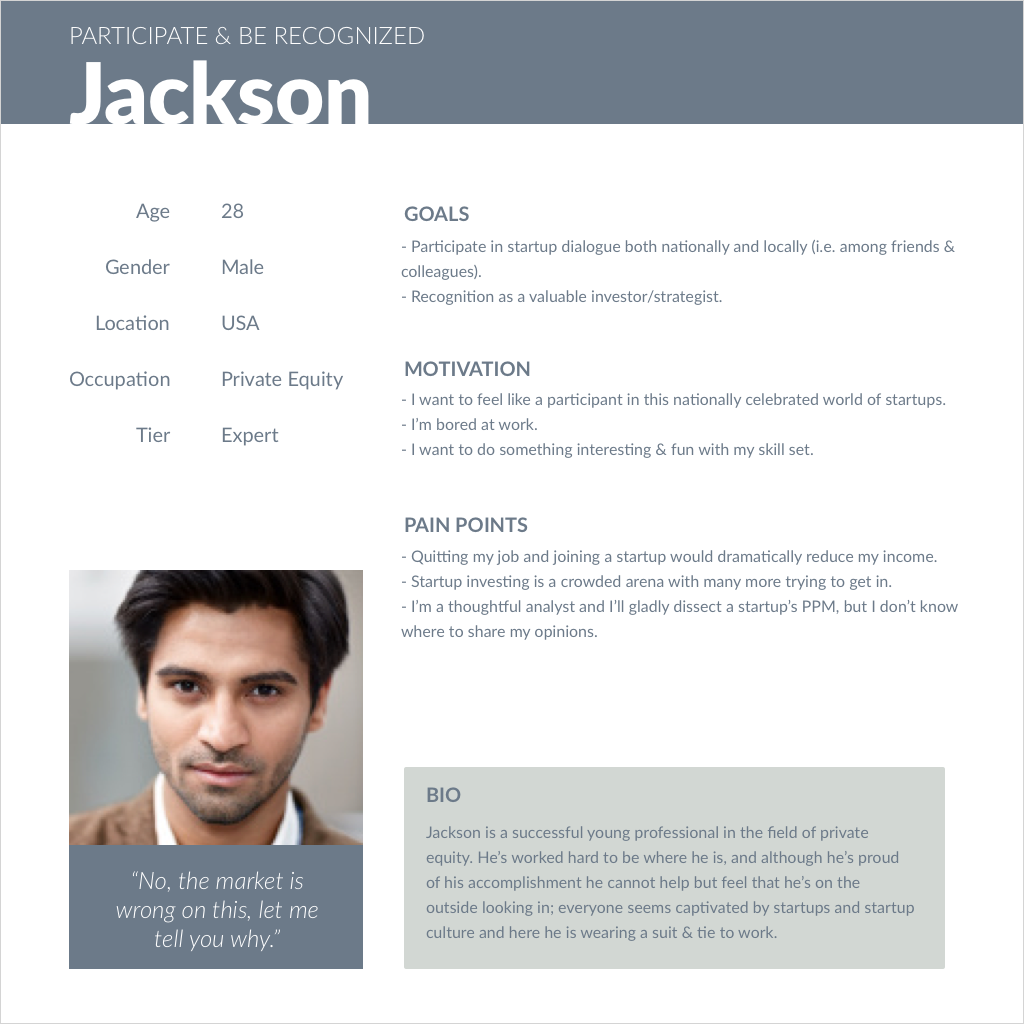 PARTICIPATE & BE RECOGNIZED
Jackson
Age 28
Gender Male
Location USA
Occupation Private Equity
Tier Expert
GOALS
- Participate in startup dialogue both nationally and locally (i.e. among friends &
colleagues).
- Recognition as a valuable investor/strategist.
MOTIVATION
- I want to feel like a participant in this nationally celebrated world of startups.
- I’m bored at work.
- I want to do something interesting & fun with my skill set.
PAIN POINTS
- Quitting my job and joining a startup would dramatically reduce my income.
- Startup investing is a crowded arena with many more trying to get in.
- I’m a thoughtful analyst and I’ll gladly dissect a startup’s PPM, but I don’t know
where to share my opinions.
“No, the market is
wrong on this, let me
tell you why.”
BIO
Jackson is a successful young professional in the field of private
equity. He’s worked hard to be where he is, and although he’s proud
of his accomplishment he cannot help but feel that he’s on the
outside looking in; everyone seems captivated by startups and startup
culture and here he is wearing a suit & tie to work.